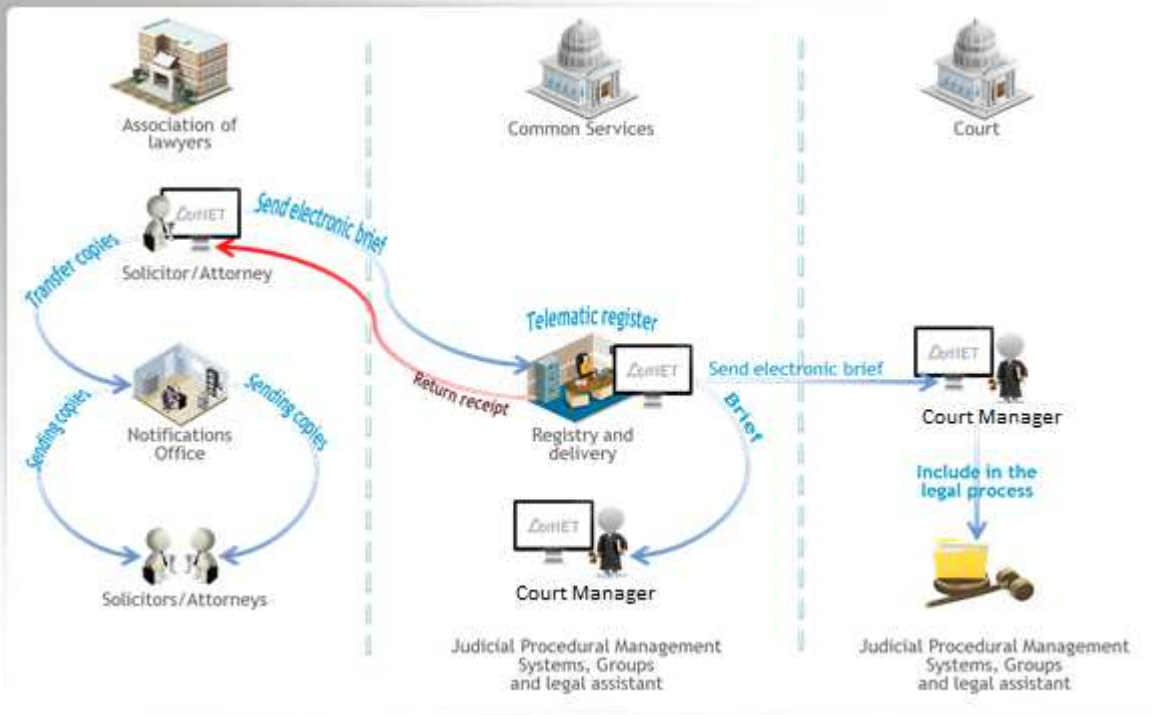 Association of
lawyers
Common Services
Court
LexNET
Send electronic brief
Transfer copies
Solicitor/Attorney
Telematic register
LexNET
Send electronic brief
LexNET
Return receipt
Court Manager
Sending copies
Sending copies
Notifications
Office
Registry and
delivery
Brief
Include in the
legal process
LexNET
Solicitors/Attorneys
Court Manager
Judicial Procedural Management
Systems, Groups
and legal assistant
Judicial Procedural Management
Systems, Groups
and legal assistant